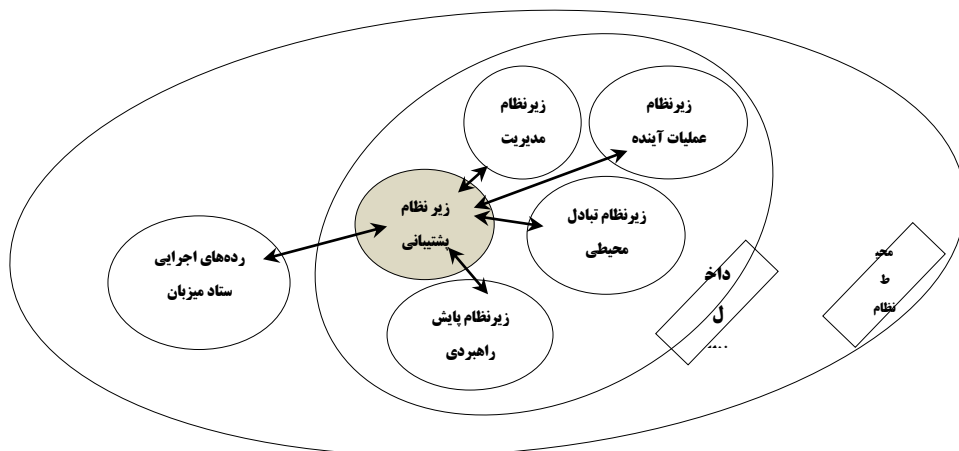 زیرنظام
مدیریت
زیرنظام
عملیات آینده
زیر نظام
پشتیبانی
زیرنظام تبادل
محیطی
رده‌های اجرایی
ستاد میزبان
زیرنظام پایش
راهبردی
داخ
ل
محی
ط
نظام